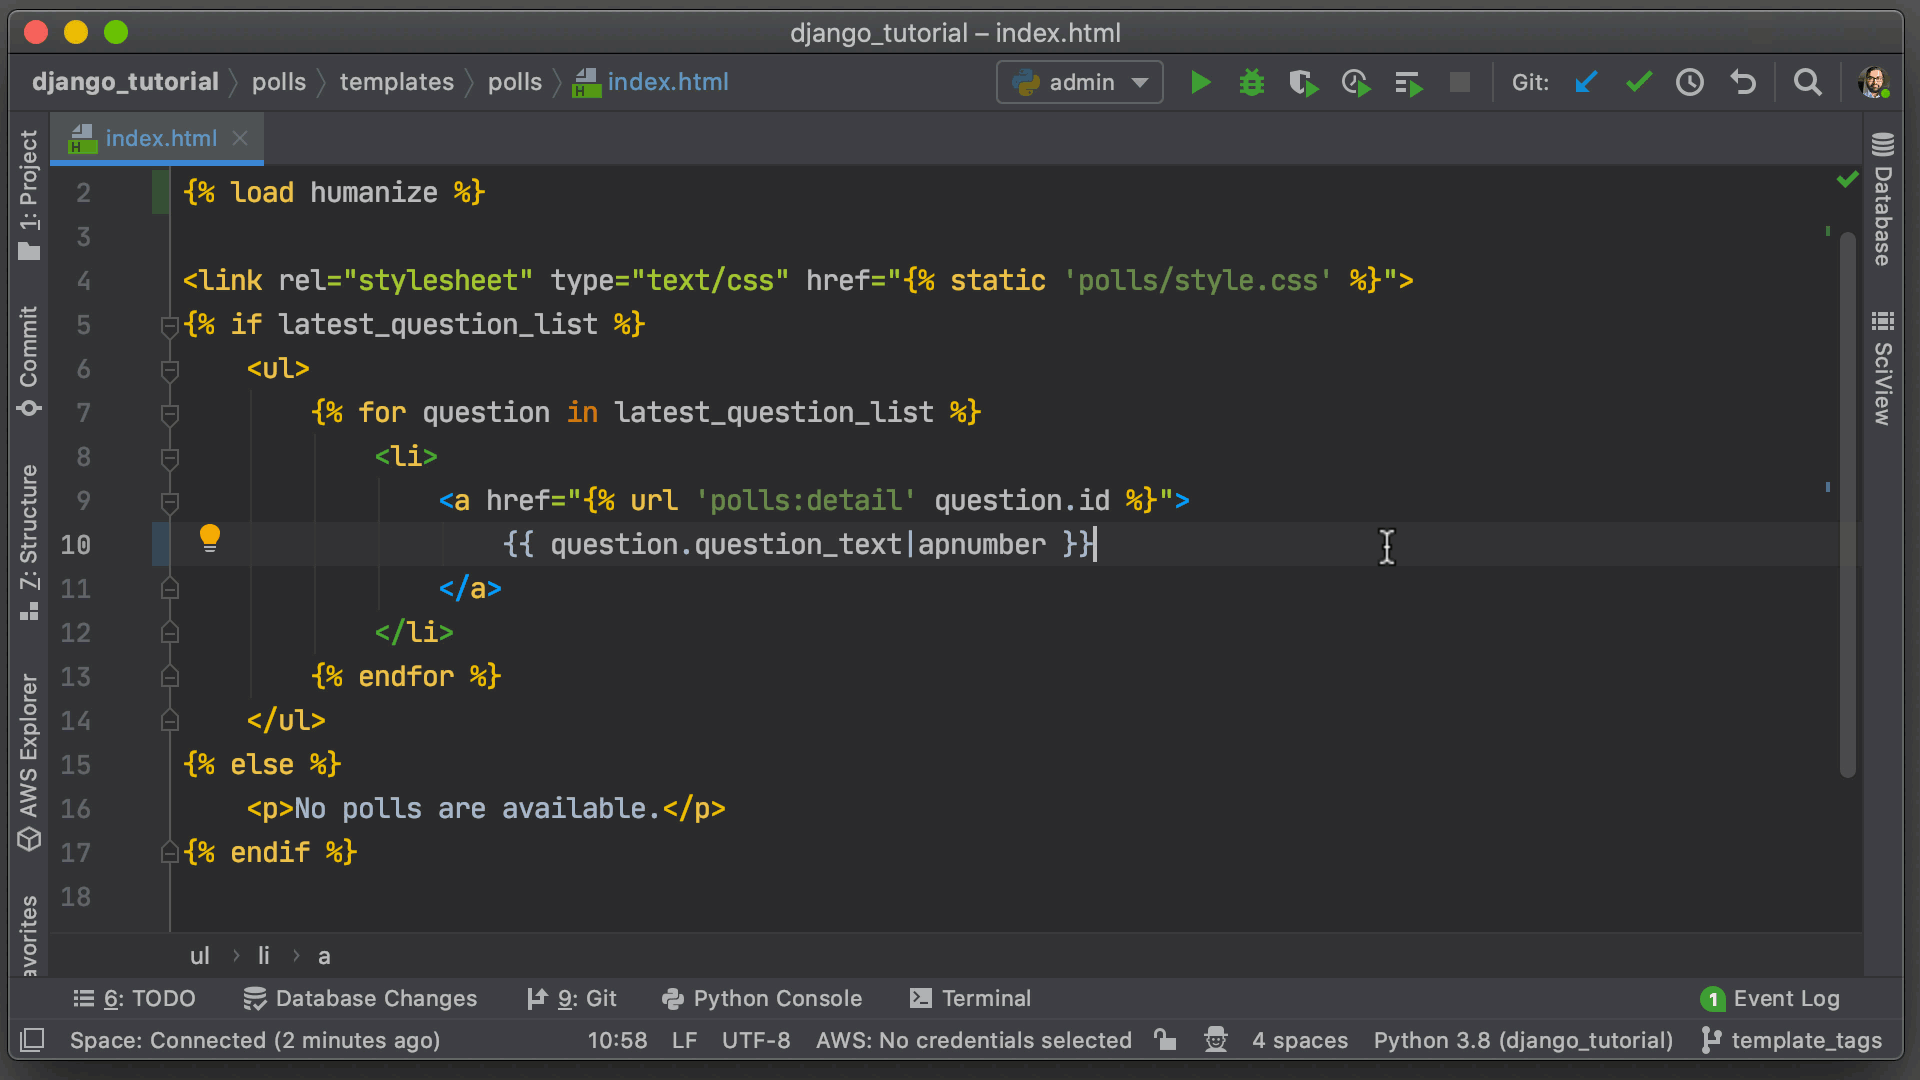 django_tutorial – index.html
django_tutorial polls templates polls index.html admin Git:
index.html
1: Project
Commit
7: Structure
AWS Explorer
2 {% load humanize %}
3
4 <link rel="stylesheet" type="text/css" href="{% static 'polls/style.css' %}">
5 {% if latest_question_list %}
6 <ul>
7 {% for question in latest_question_list %}
8 <li>
9 <a href="{% url 'polls:detail' question.id %}">
10 {{ question.question_text|apnumber }}
11 </a>
12 </li>
13 {% endfor %}
14 </ul>
15 {% else %}
16 <p>No polls are available.</p>
17 {% endif %}
18
Database
SciView
avorites
ul › li › a
6: TODO Database Changes 9: Git Python Console Terminal 1 Event Log
Space: Connected (2 minutes ago) 10:58 LF UTF-8 AWS: No credentials selected 4 spaces Python 3.8 (django_tutorial) template_tags